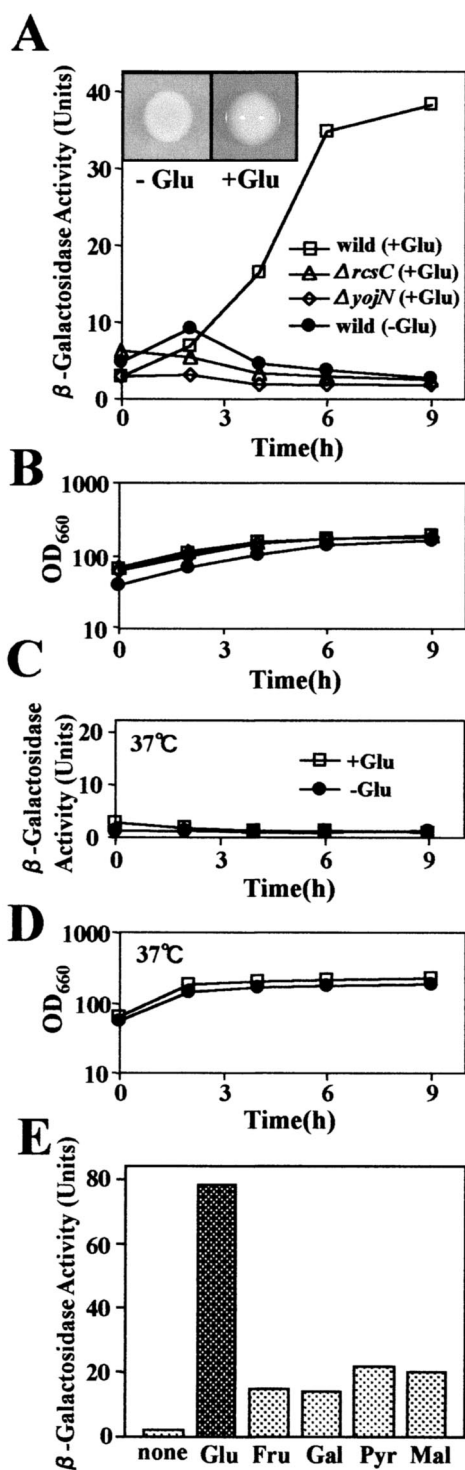 A
β-Galactosidase Activity (Units)
40
30
20
10
0
- Glu
+Glu
wild (+Glu)
ΔrcsC (+Glu)
ΔyojN (+Glu)
wild (-Glu)
0 3 6 9
Time(h)
B
OD660
1000
100
10
0 3 6 9
Time(h)
C
β-Galactosidase
Activity (Units)
20
10
0
37℃
+Glu
-Glu
0 3 6 9
Time(h)
D
OD660
1000
100
10
37℃
0 3 6 9
Time(h)
E
β-Galactosidase Activity (Units)
80
60
40
20
0
none Glu Fru Gal Pyr Mal